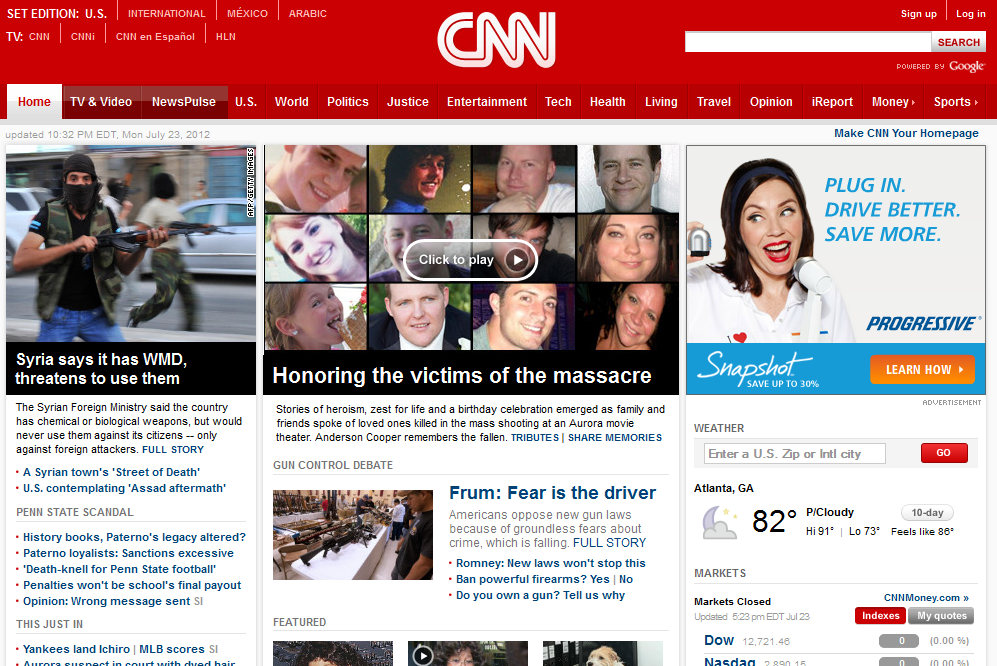 SET EDITION: U.S. INTERNATIONAL MÉXICO ARABIC
TV: CNN CNNi CNN en Español HLN
CNN
Sign up Log in
SEARCH
POWERED BY Google
Home TV & Video NewsPulse U.S. World Politics Justice Entertainment Tech Health Living Travel Opinion iReport Money Sports
updated 10:32 PM EDT, Mon July 23, 2012
Make CNN Your Homepage
AFP/GETTY IMAGES
Syria says it has WMD,
threatens to use them
The Syrian Foreign Ministry said the country
has chemical or biological weapons, but would
never use them against its citizens -- only
against foreign attackers. FULL STORY
• A Syrian town's 'Street of Death'
• U.S. contemplating 'Assad aftermath'
PENN STATE SCANDAL
• History books, Paterno's legacy altered?
• Paterno loyalists: Sanctions excessive
• 'Death-knell for Penn State football'
• Penalties won't be school's final payout
• Opinion: Wrong message sent SI
THIS JUST IN
• Yankees land Ichiro | MLB scores SI
• Aurora suspect in court with dyed hair
Click to play
Honoring the victims of the massacre
Stories of heroism, zest for life and a birthday celebration emerged as family and
friends spoke of loved ones killed in the mass shooting at an Aurora movie
theater. Anderson Cooper remembers the fallen. TRIBUTES | SHARE MEMORIES
GUN CONTROL DEBATE
Frum: Fear is the driver
Americans oppose new gun laws
because of groundless fears about
crime, which is falling. FULL STORY
• Romney: New laws won't stop this
• Ban powerful firearms? Yes | No
• Do you own a gun? Tell us why
FEATURED
PLUG IN.
DRIVE BETTER.
SAVE MORE.
PROGRESSIVE
Snapshot
SAVE UP TO 30%
LEARN HOW
ADVERTISEMENT
WEATHER
Enter a U.S. Zip or Intl city GO
Atlanta, GA
82° P/Cloudy 10-day
Hi 91° | Lo 73° Feels like 86°
MARKETS
CNNMoney.com »
Markets Closed
Updated 5:23 pm EDT Jul 23
Indexes My quotes
Dow 12,721.46 0 (0.00 %)
Nasdaq 2,890.15 0 (0.00 %)